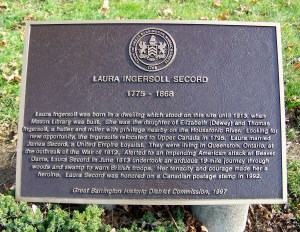 LAURA INGERSOLL SECORD
1775 - 1868
Laura Ingersoll was born in a dwelling which stood on this site until 1913, when
Mason Library was built. She was the daughter of Elizabeth (Dewey) and Thomas
Ingersoll, a hatter and miller with privilege nearby on the Housatonic River. Looking for
new opportunity, the Ingersolls relocated to Upper Canada in 1795. Laura married
James Secord, a United Empire Loyalist. They were living in Queenston, Ontario, at
the outbreak of the War of 1812. Alerted to an impending American attack at Beaver
Dams, Laura Secord in June 1813 undertook an arduous 19 mile journey through
woods and swamp to warn British troops. Her tenacity and courage made her a
heroine. Laura Secord was honored on a Canadian postage stamp in 1992.
Great Barrington Historic District Commission, 1997